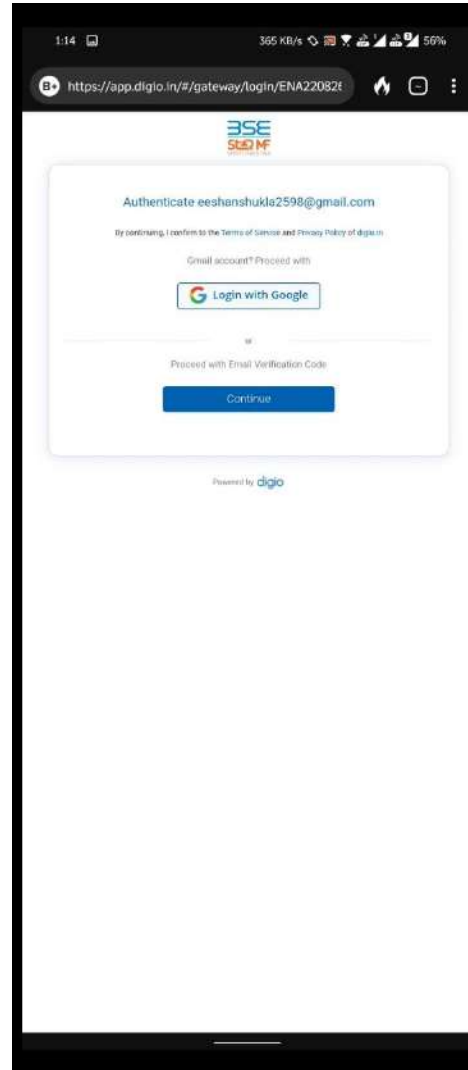 1:14 365 KB/s 56%
https://app.digio.in/#/gateway/login/ENA220826
BSE
StAR MF
Authenticate eeshanshukla2598@gmail.com
By continuing, I confirm to the Terms of Service and Privacy Policy of digio.in
Gmail account? Proceed with
Login with Google
or
Proceed with Email Verification Code
Continue
Powered by digio